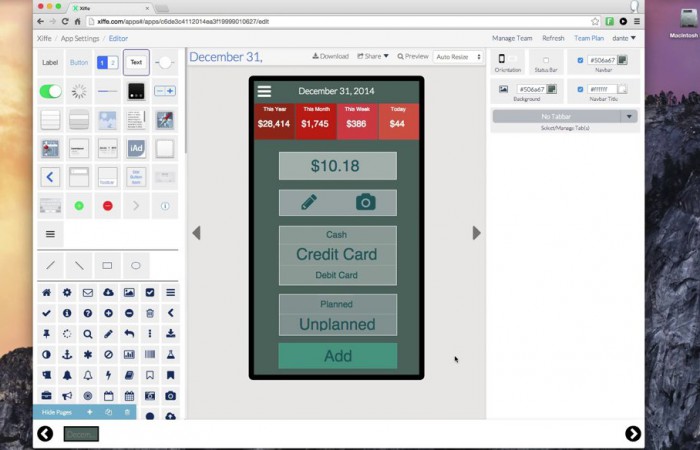 Xiffe
xiffe.com/apps#/apps/c6de3c4112014ea3f19999010627/edit
Xiffe / App Settings / Editor
Manage Team Refresh Team Plan dante
Macintosh
December 31,
Download Share Preview Auto Resize
Label Button 1 2 Text
iAd
Hide Pages
December 31, 2014
This Year This Month This Week Today
$28,414 $1,745 $386 $44
$10.18
Cash
Credit Card
Debit Card
Planned
Unplanned
Add
Orientation Status Bar #506a67 Navbar
#506a67 Background #ffffff Navbar Title
No Tabbar
Select/Manage Tab(s)